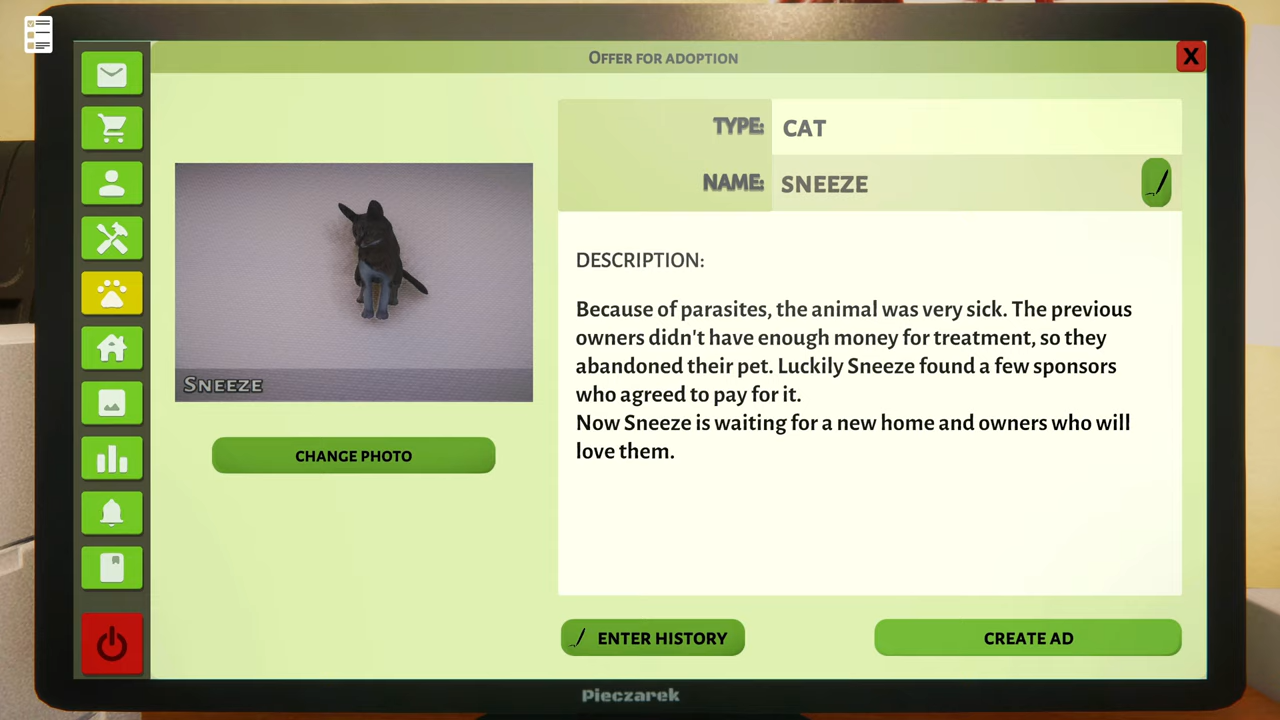 OFFER FOR ADOPTION
X
TYPE: CAT
NAME: SNEEZE
DESCRIPTION:
Because of parasites, the animal was very sick. The previous
owners didn't have enough money for treatment, so they
abandoned their pet. Luckily Sneeze found a few sponsors
who agreed to pay for it.
Now Sneeze is waiting for a new home and owners who will
love them.
SNEEZE
CHANGE PHOTO
ENTER HISTORY
CREATE AD
Pieczarek